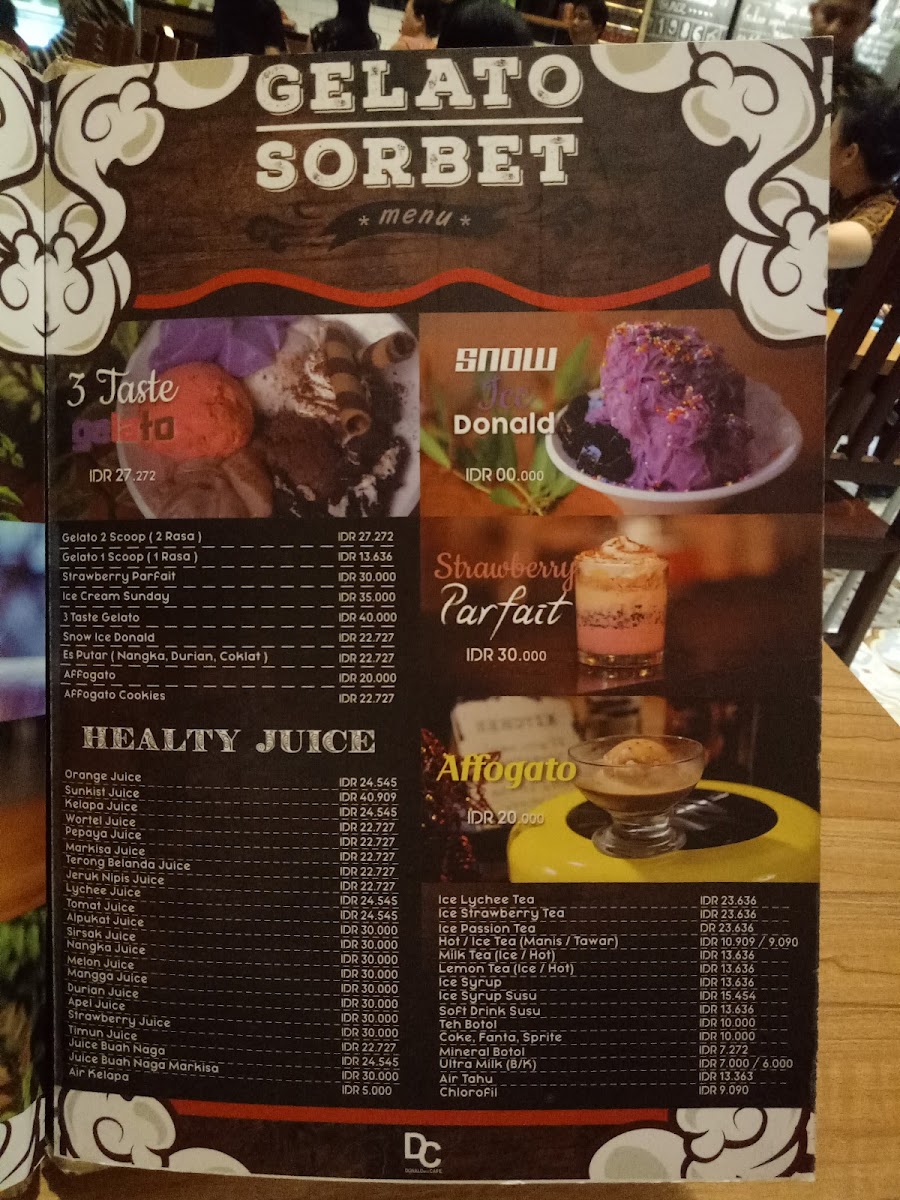 GELATO
SORBET
* menu *
3 Taste
gelato
IDR 27.272
SNOW
Ice
Donald
IDR 00.000
Gelato 2 Scoop ( 2 Rasa ) IDR 27.272
Gelato 1 Scoop ( 1 Rasa ) IDR 13.636
Strawberry Parfait IDR 30.000
Ice Cream Sunday IDR 35.000
3 Taste Gelato IDR 40.000
Snow Ice Donald IDR 22.727
Es Putar ( Nangka, Durian, Coklat ) IDR 22.727
Affogato IDR 20.000
Affogato Cookies IDR 22.727
Strawberry
Parfait
IDR 30.000
Affogato
IDR 20.000
HEALTY JUICE
Orange Juice IDR 24.545
Sunkist Juice IDR 40.909
Kelapa Juice IDR 24.545
Wortel Juice IDR 22.727
Pepaya Juice IDR 22.727
Markisa Juice IDR 22.727
Terong Belanda Juice IDR 22.727
Jeruk Nipis Juice IDR 22.727
Lychee Juice IDR 24.545
Tomat Juice IDR 24.545
Alpukat Juice IDR 30.000
Sirsak Juice IDR 30.000
Nangka Juice IDR 30.000
Melon Juice IDR 30.000
Mangga Juice IDR 30.000
Durian Juice IDR 30.000
Apel Juice IDR 30.000
Strawberry Juice IDR 30.000
Timun Juice IDR 22.727
Juice Buah Naga IDR 24.545
Juice Buah Naga Markisa IDR 30.000
Air Kelapa IDR 5.000
Ice Lychee Tea IDR 23.636
Ice Strawberry Tea IDR 23.636
Ice Passion Tea DR 23.636
Hot / Ice Tea (Manis / Tawar) IDR 10.909 / 9.090
Milk Tea (Ice / Hot) IDR 13.636
Lemon Tea (Ice / Hot) IDR 13.636
Ice Syrup IDR 13.636
Ice Syrup Susu IDR 15.454
Soft Drink Susu IDR 13.636
Teh Botol IDR 10.000
Coke, Fanta, Sprite IDR 10.000
Mineral Botol IDR 7.272
Ultra Milk (B/K) IDR 7.000 / 6.000
Air Tahu IDR 13.363
Chlorofil IDR 9.090
DC